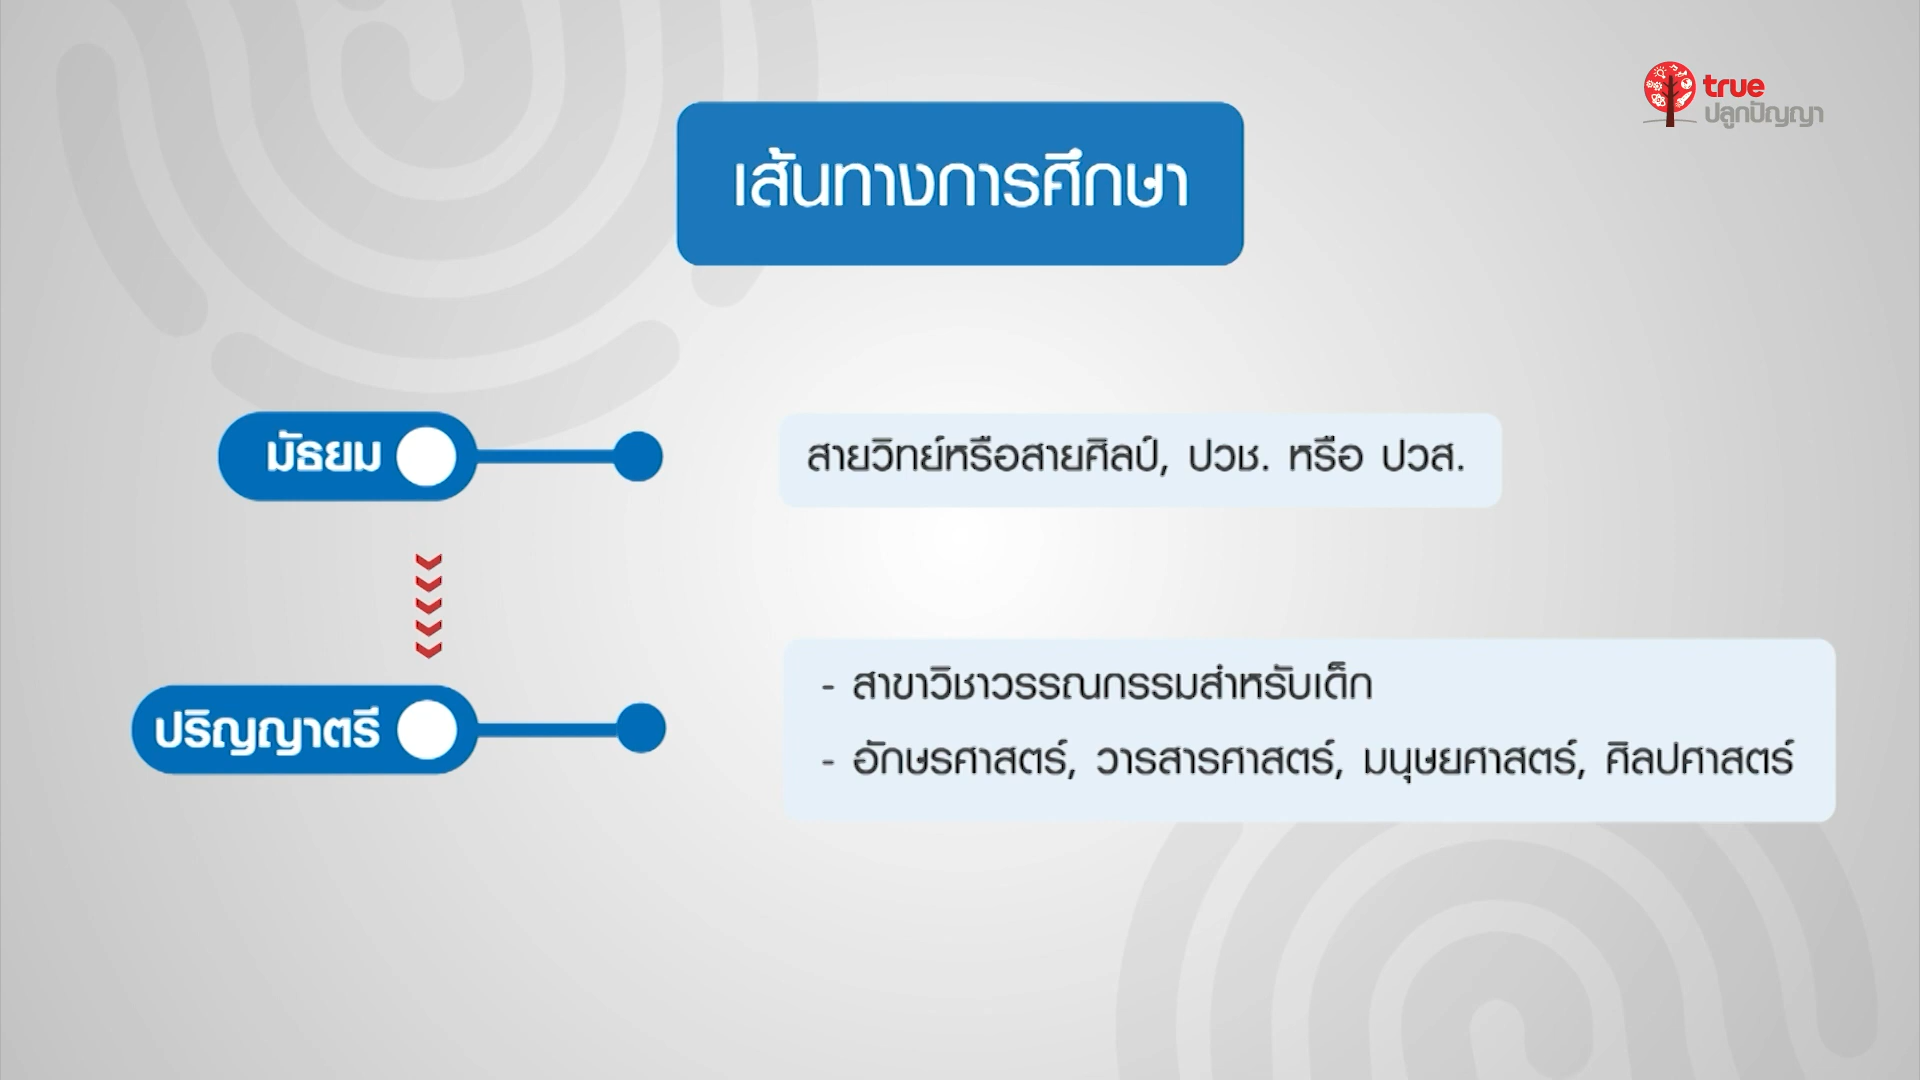 true
ปลูกปัญญา
เส้นทางการศึกษา
มัธยม
สายวิทย์หรือสายศิลป์, ปวช. หรือ ปวส.
ปริญญาตรี
- สาขาวิชาวรรณกรรมสำหรับเด็ก
- อักษรศาสตร์, วารสารศาสตร์, มนุษยศาสตร์, ศิลปศาสตร์